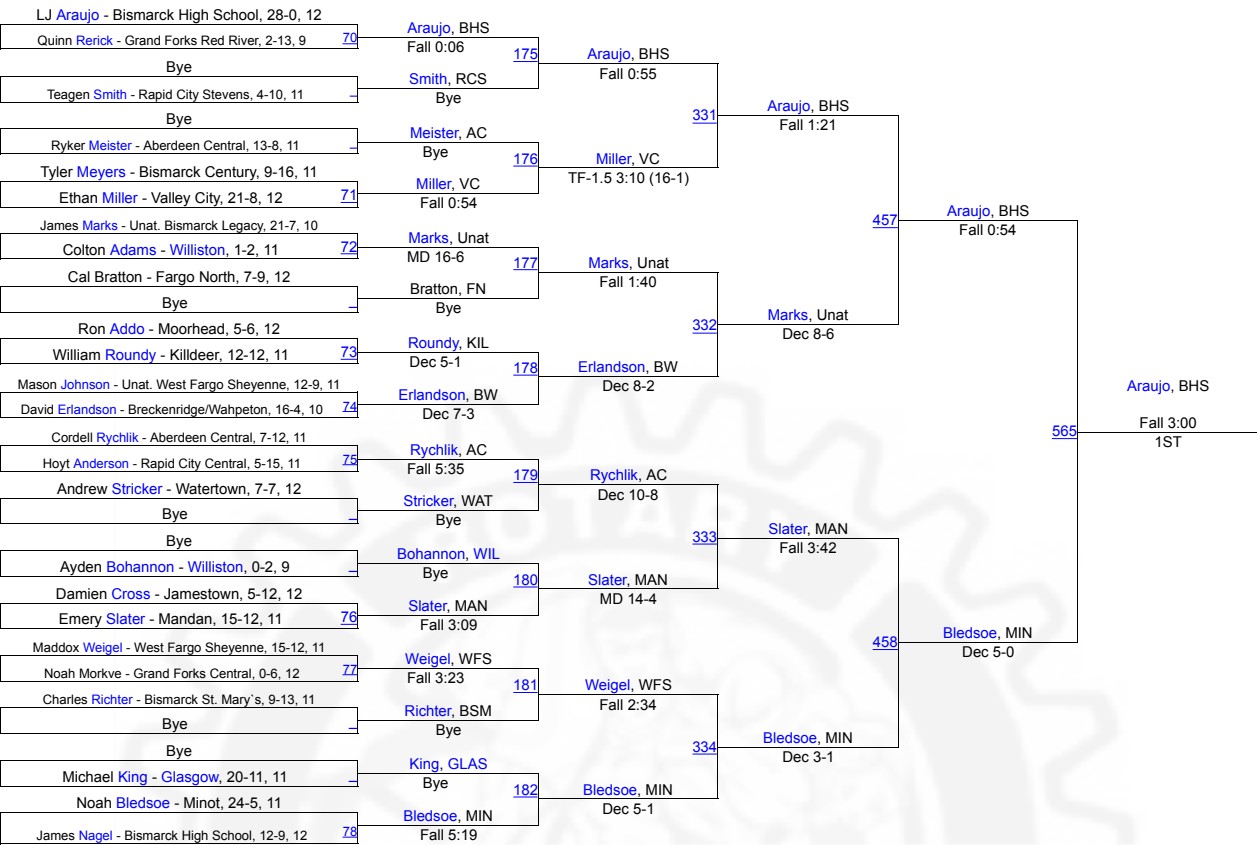 LJ Araujo - Bismarck High School, 28-0, 12
Quinn Rerick - Grand Forks Red River, 2-13, 9
70
Bye
Teagen Smith - Rapid City Stevens, 4-10, 11
Bye
Ryker Meister - Aberdeen Central, 13-8, 11
Tyler Meyers - Bismarck Century, 9-16, 11
Ethan Miller - Valley City, 21-8, 12
71
James Marks - Unat. Bismarck Legacy, 21-7, 10
Colton Adams - Williston, 1-2, 11
72
Cal Bratton - Fargo North, 7-9, 12
Bye
Ron Addo - Moorhead, 5-6, 12
William Roundy - Killdeer, 12-12, 11
73
Mason Johnson - Unat. West Fargo Sheyenne, 12-9, 11
David Erlandson - Breckenridge/Wahpeton, 16-4, 10
74
Cordell Rychlik - Aberdeen Central, 7-12, 11
Hoyt Anderson - Rapid City Central, 5-15, 11
75
Andrew Stricker - Watertown, 7-7, 12
Bye
Bye
Ayden Bohannon - Williston, 0-2, 9
Damien Cross - Jamestown, 5-12, 12
Emery Slater - Mandan, 15-12, 11
76
Maddox Weigel - West Fargo Sheyenne, 15-12, 11
Noah Morkve - Grand Forks Central, 0-6, 12
77
Charles Richter - Bismarck St. Mary`s, 9-13, 11
Bye
Bye
Michael King - Glasgow, 20-11, 11
Noah Bledsoe - Minot, 24-5, 11
James Nagel - Bismarck High School, 12-9, 12
78
Araujo, BHS
Fall 0:06
175
Smith, RCS
Bye
Meister, AC
Bye
176
Miller, VC
Fall 0:54
Marks, Unat
MD 16-6
177
Bratton, FN
Bye
Roundy, KIL
Dec 5-1
178
Erlandson, BW
Dec 7-3
Rychlik, AC
Fall 5:35
179
Stricker, WAT
Bye
Bohannon, WIL
Bye
180
Slater, MAN
Fall 3:09
Weigel, WFS
Fall 3:23
181
Richter, BSM
Bye
King, GLAS
Bye
182
Bledsoe, MIN
Fall 5:19
Araujo, BHS
Fall 0:55
331
Miller, VC
TF-1.5 3:10 (16-1)
Marks, Unat
Fall 1:40
332
Erlandson, BW
Dec 8-2
Rychlik, AC
Dec 10-8
333
Slater, MAN
MD 14-4
Weigel, WFS
Fall 2:34
334
Bledsoe, MIN
Dec 5-1
Araujo, BHS
Fall 1:21
457
Marks, Unat
Dec 8-6
Slater, MAN
Fall 3:42
458
Bledsoe, MIN
Dec 3-1
Araujo, BHS
Fall 0:54
565
Bledsoe, MIN
Dec 5-0
Araujo, BHS
Fall 3:00
1ST
ROTARY